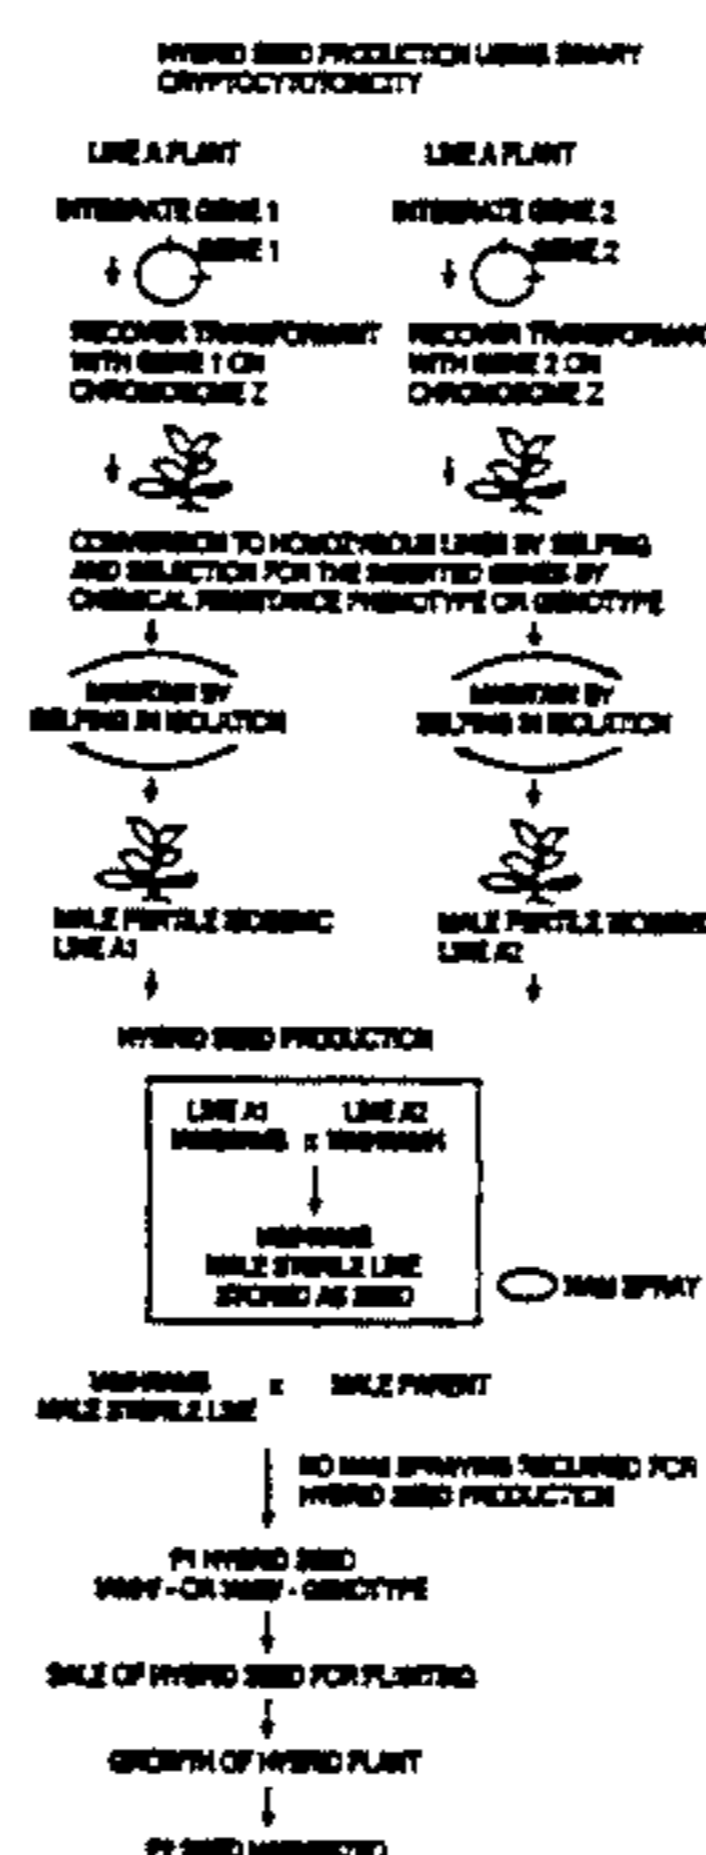 HYBRID SEED PRODUCTION USING BINARY
CRYPTOCYTOTOXICITY
LINE A PLANT
LINE A PLANT
INTEGRATE GENE 1
INTEGRATE GENE 2
GENE 1
GENE 2
RECOVER TRANSFORMANT
WITH GENE 1 ON
CHROMOSOME Z
RECOVER
WITH GENE 2 ON
CHROMOSOME Z
CONVERSION TO HOMOZYGOUS LINES BY SELFING
AND SELECTION FOR THE INSERTED GENES BY
CHEMICAL RESISTANCE PHENOTYPE OR GENOTYPE
MAINTAIN BY
SELFING IN ISOLATION
MAINTAIN BY
SELFING IN ISOLATION
MALE FERTILE ISOGENIC
LINE A1
MALE FERTILE
LINE A2
HYBRID SEED PRODUCTION
LINE A1
LINE A2
x
MALE STERILE LINE
STORED AS SEED
SPRAY
x
MALE PARENT
MALE STERILE LINE
NO SPRAYING REQUIRED FOR
HYBRID SEED PRODUCTION
F1 HYBRID SEED
- OR - GENOTYPE
SALE OF HYBRID SEED FOR PLANTING
GROWTH OF HYBRID PLANT
SEED HARVESTED